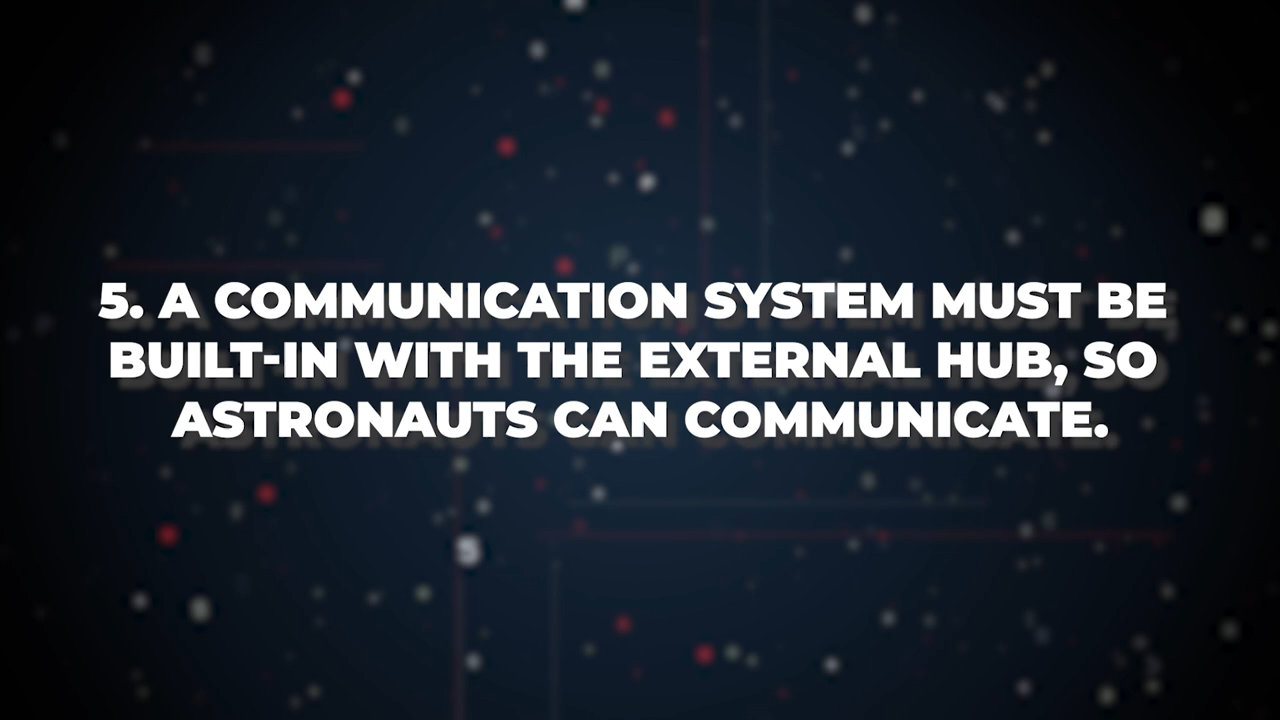 5. A COMMUNICATION SYSTEM MUST BE
BUILT-IN WITH THE EXTERNAL HUB, SO
ASTRONAUTS CAN COMMUNICATE.